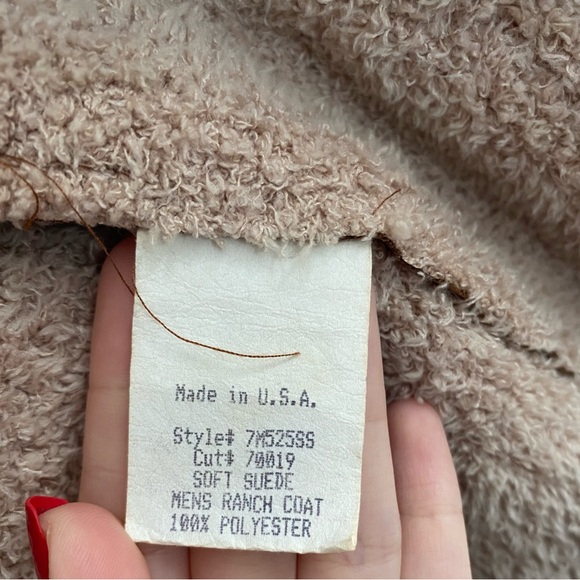 Made in U.S.A.
Style# 7M525SS
Cut# 70019
SOFT SUEDE
MENS RANCH COAT
100% POLYESTER